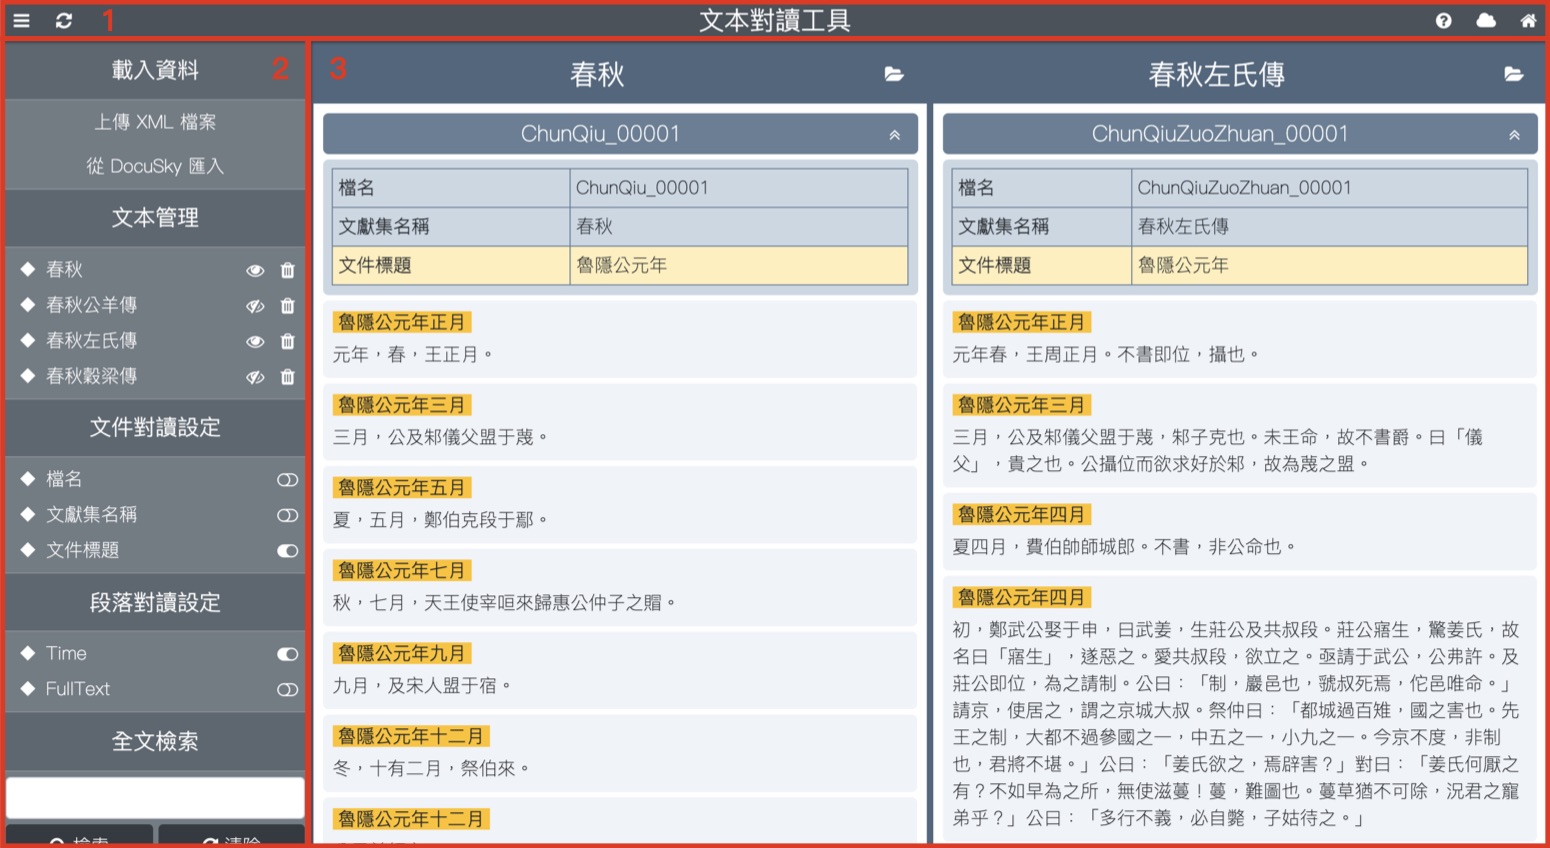 1
文本對讀工具
載入資料
2
上傳 XML 檔案
從 DocuSky 匯入
文本管理
春秋
春秋公羊傳
春秋左氏傳
春秋穀梁傳
文件對讀設定
檔名
文獻集名稱
文件標題
段落對讀設定
Time
FullText
全文檢索
檢索
清除
3
春秋
ChunQiu_00001
檔名 ChunQiu_00001
文獻集名稱 春秋
文件標題 魯隱公元年
魯隱公元年正月
元年，春，王正月。
魯隱公元年三月
三月，公及邾儀父盟于蔑。
魯隱公元年五月
夏，五月，鄭伯克段于鄢。
魯隱公元年七月
秋，七月，天王使宰咺來歸惠公仲子之賵。
魯隱公元年九月
九月，及宋人盟于宿。
魯隱公元年十二月
冬，十有二月，祭伯來。
魯隱公元年十二月
春秋左氏傳
ChunQiuZuoZhuan_00001
檔名 ChunQiuZuoZhuan_00001
文獻集名稱 春秋左氏傳
文件標題 魯隱公元年
魯隱公元年正月
元年春，王周正月。不書即位，攝也。
魯隱公元年三月
三月，公及邾儀父盟于蔑，邾子克也。未王命，故不書爵。曰「儀
父」，貴之也。公攝位而欲求好於邾，故為蔑之盟。
魯隱公元年四月
夏四月，費伯帥師城郎。不書，非公命也。
魯隱公元年四月
初，鄭武公娶于申，曰武姜，生莊公及共叔段。莊公寤生，驚姜氏，故
名曰「寤生」，遂惡之。愛共叔段，欲立之。亟請于武公，公弗許。及
莊公即位，為之請制。公曰：「制，巖邑也，虢叔死焉，佗邑唯命。」
請京，使居之，謂之京城大叔。祭仲曰：「都城過百雉，國之害也。先
王之制，大都不過參國之一，中五之一，小九之一。今京不度，非制
也，君將不堪。」公曰：「姜氏欲之，焉辟害？」對曰：「姜氏何厭之
有？不如早為之所，無使滋蔓！蔓，難圖也。蔓草猶不可除，況君之寵
弟乎？」公曰：「多行不義，必自斃，子姑待之。」